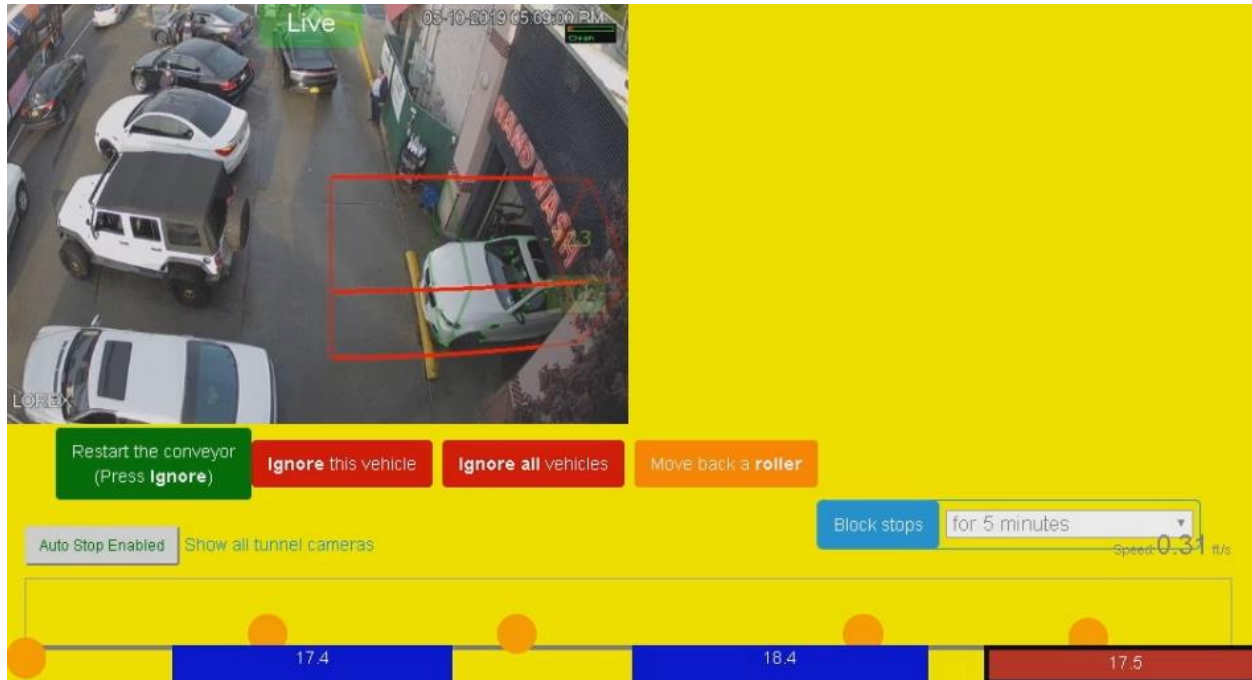 Live
05-10-2019 05:09:00 PM
Clean
HAND WASH
LOREX
Restart the conveyor
(Press Ignore)
Ignore this vehicle
Ignore all vehicles
Move back a roller
Block stops
for 5 minutes
Auto Stop Enabled
Show all tunnel cameras
Speed: 0.31 ft/s
17.4
18.4
17.5